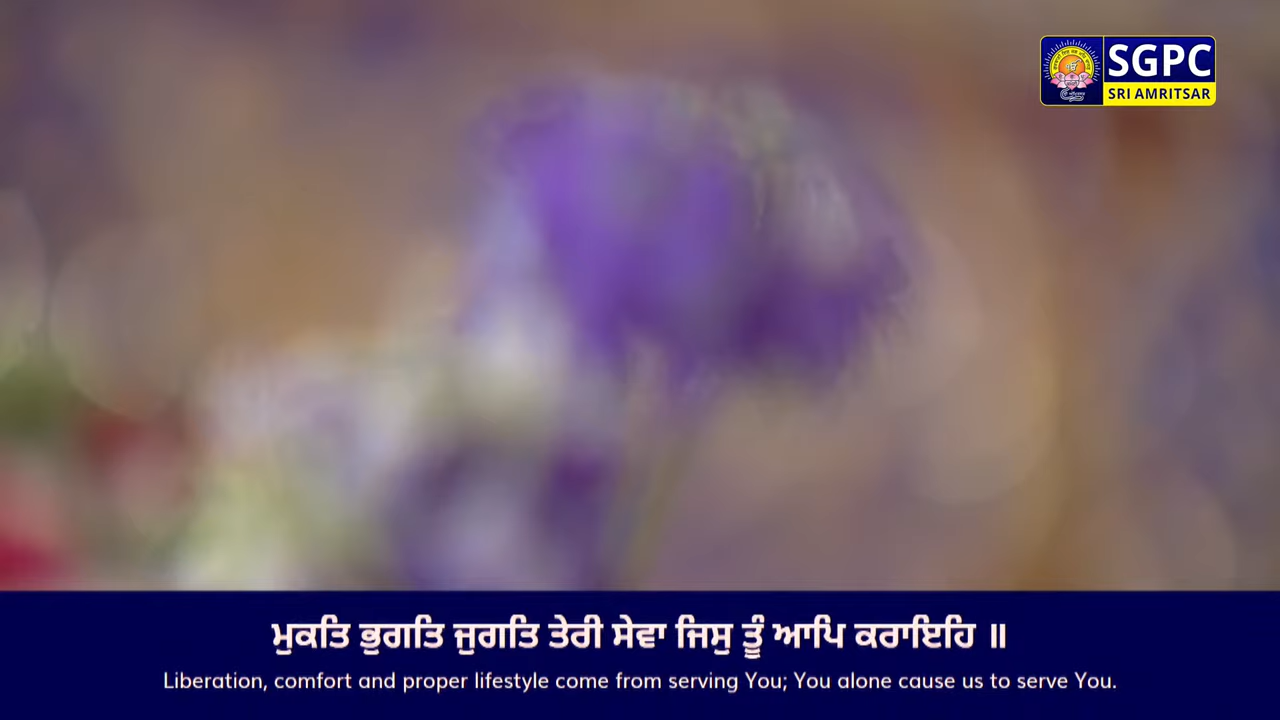 SGPC
SRI AMRITSAR
ਮੁਕਤਿ ਭੁਗਤਿ ਜੁਗਤਿ ਤੇਰੀ ਸੇਵਾ ਜਿਸੁ ਤੂੰ ਆਪਿ ਕਰਾਇਹਿ ॥
Liberation, comfort and proper lifestyle come from serving You; You alone cause us to serve You.